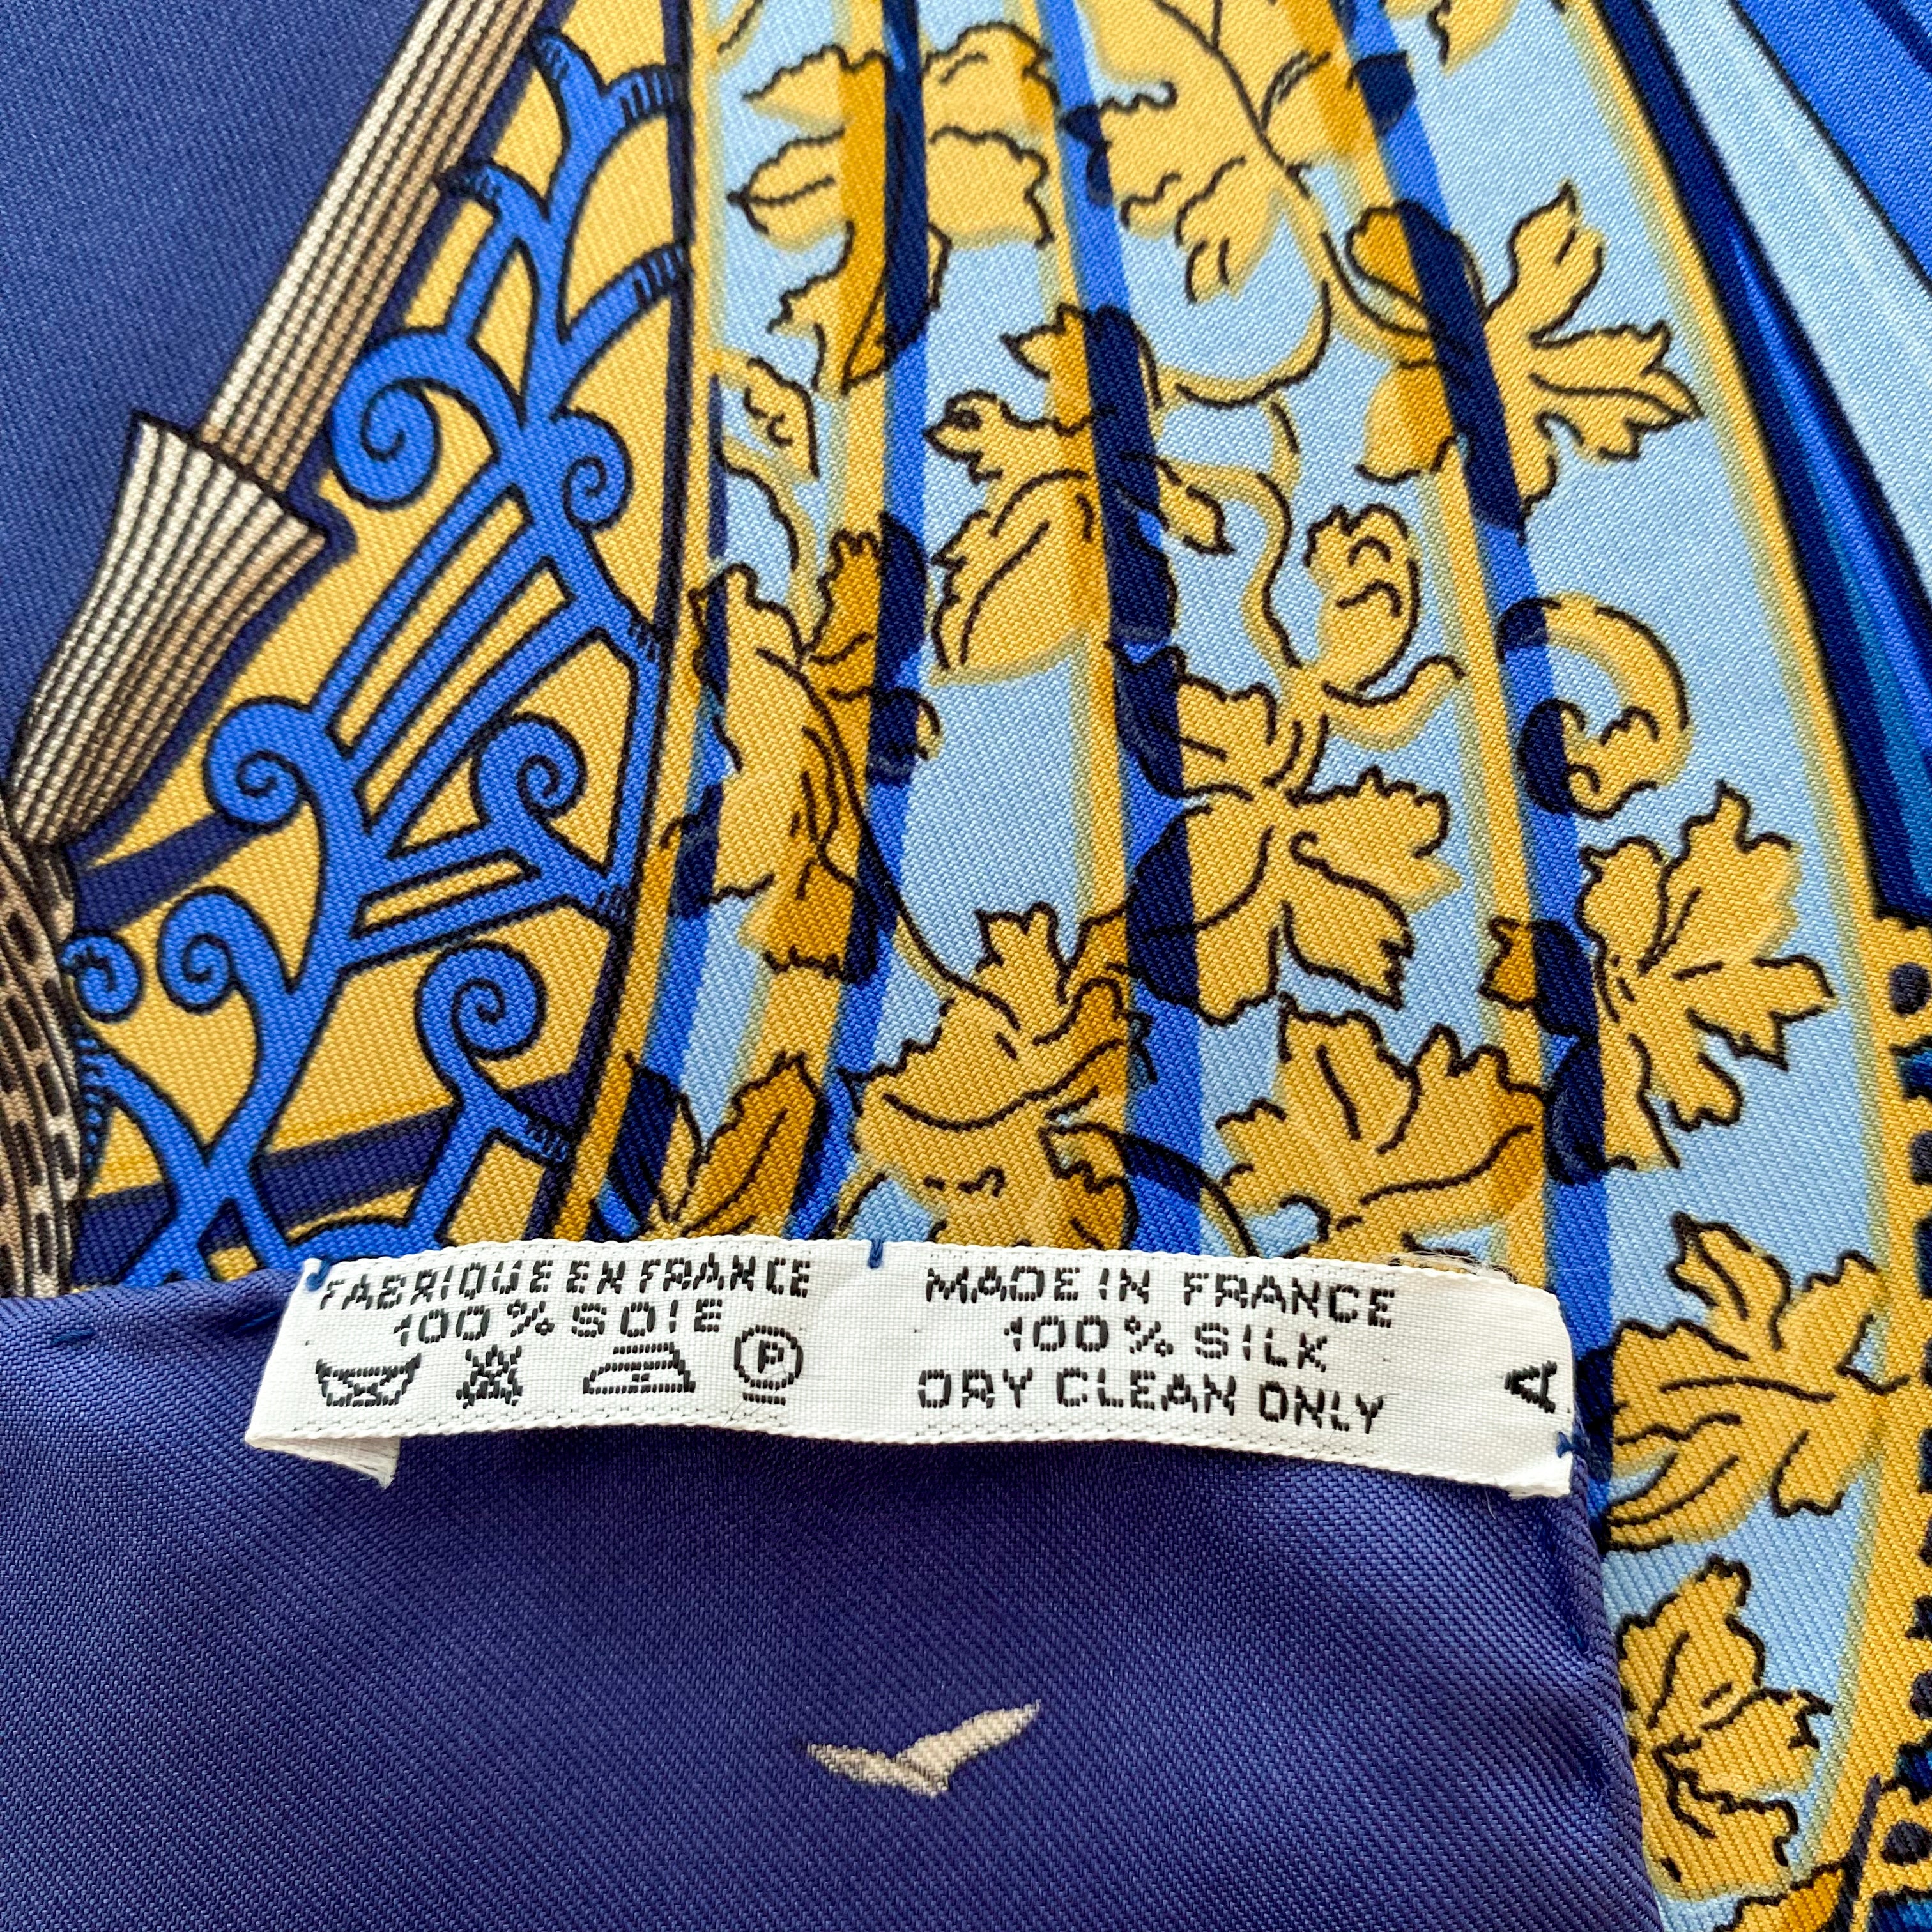 FABRIQUE EN FRANCE
100% SOIE
P
MADE IN FRANCE
100% SILK
DRY CLEAN ONLY
A